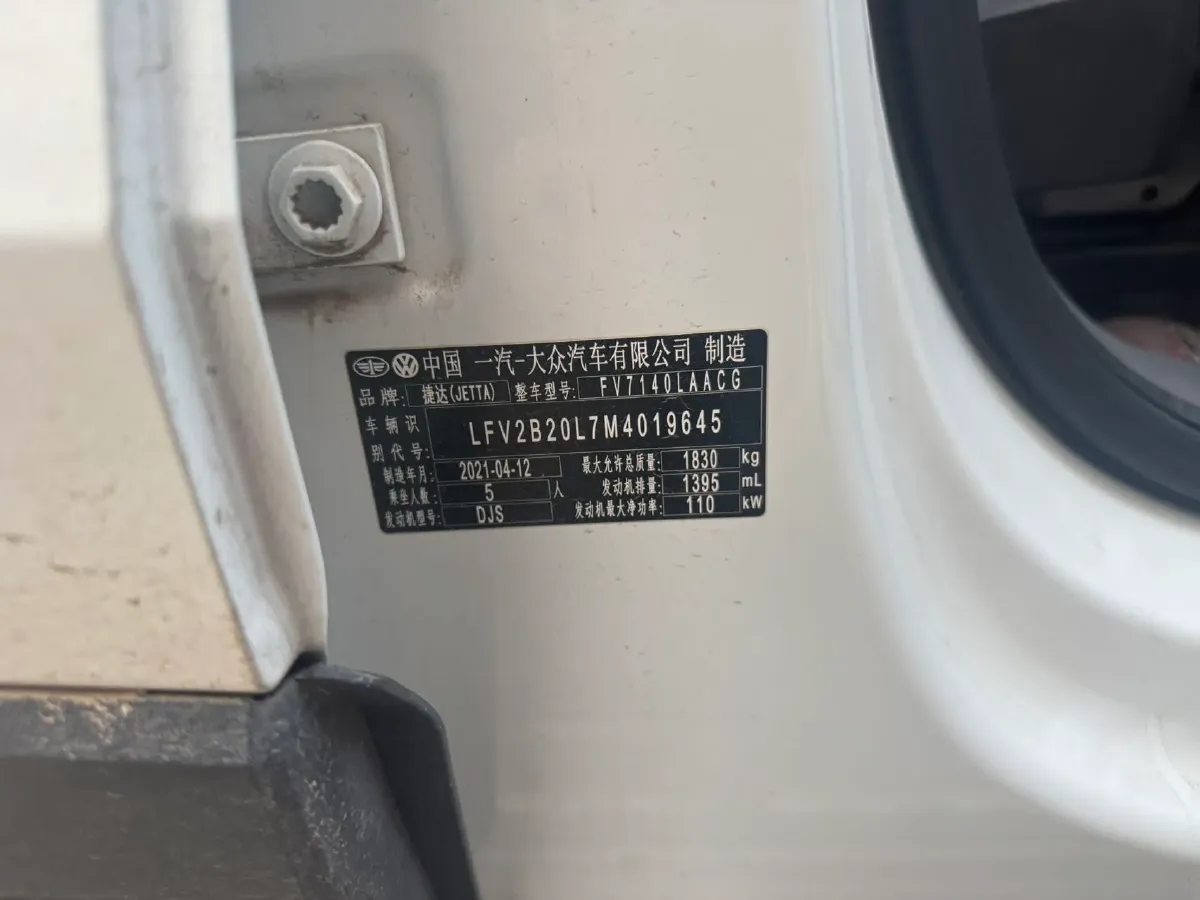 中国 一汽-大众汽车有限公司 制造
品牌: 捷达(JETTA) 整车型号: FV7140LAACG
车辆识别代号: LFV2B20L7M4019645
制造年月: 2021-04-12 最大允许总质量: 1830 kg
乘坐人数: 5 人 发动机排量: 1395 mL
发动机型号: DJS 发动机最大净功率: 110 kW